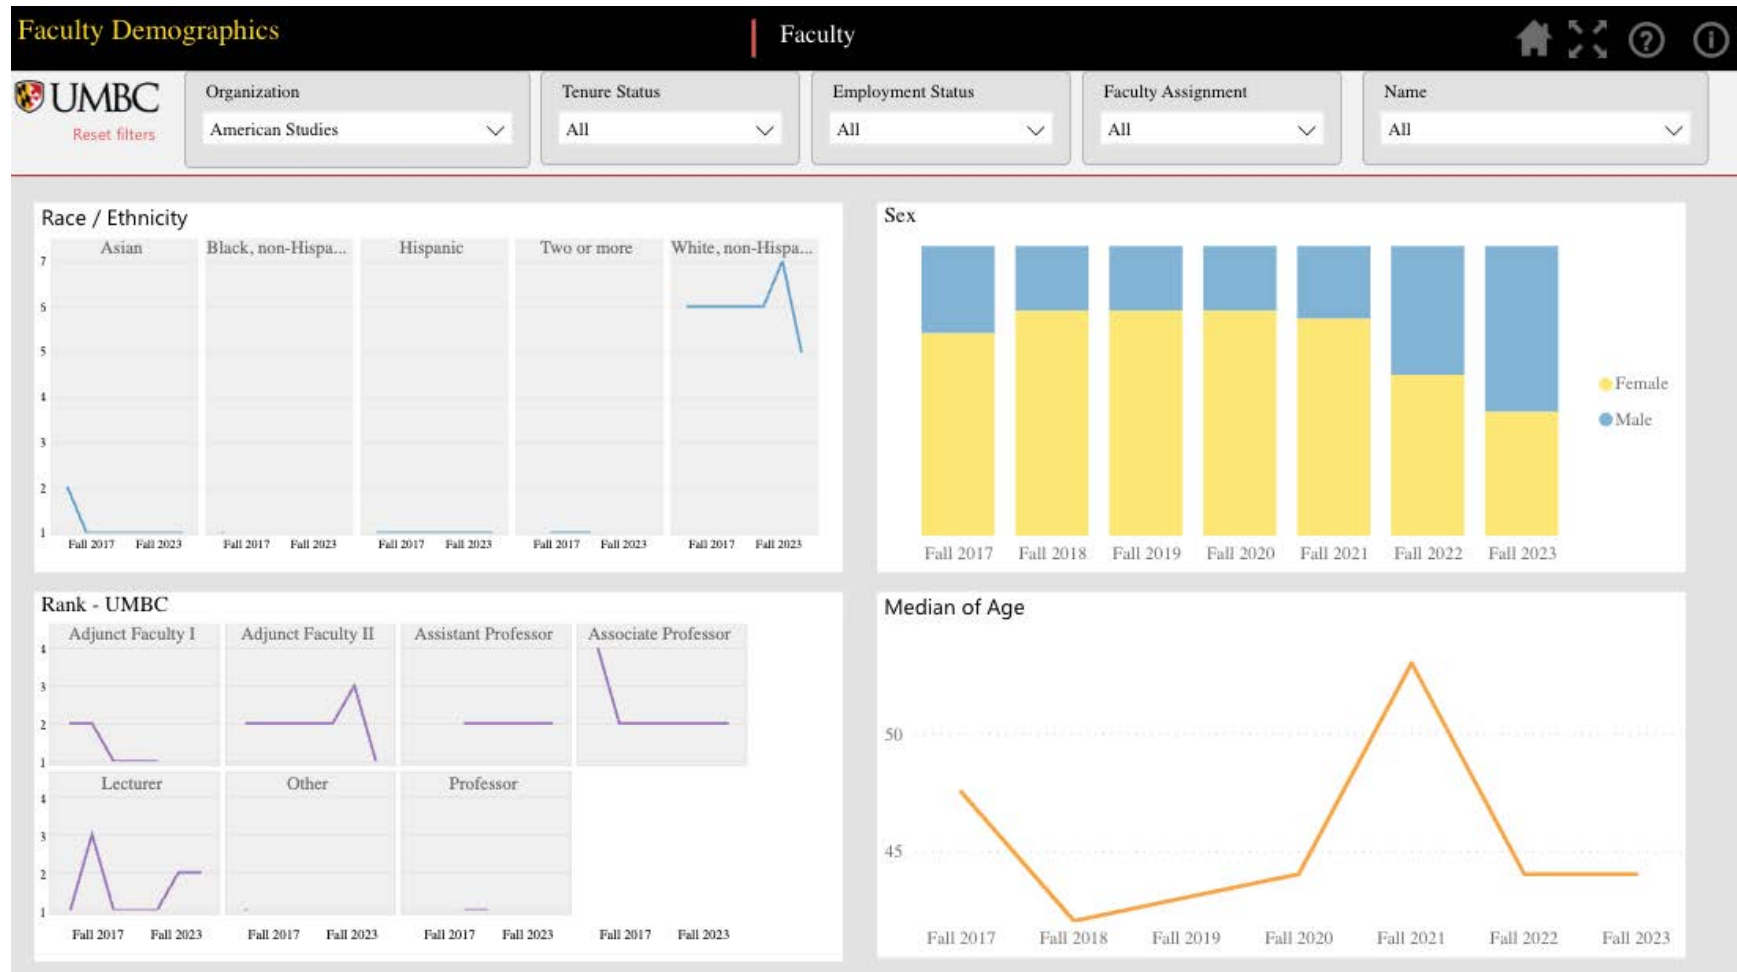 Faculty Demographics
Faculty
UMBC
Reset filters
Organization
American Studies
Tenure Status
All
Employment Status
All
Faculty Assignment
All
Name
All
Race / Ethnicity
Asian
Black, non-Hispa...
Hispanic
Two or more
White, non-Hispa...
7
6
5
4
3
2
1
Fall 2017 Fall 2023
Fall 2017 Fall 2023
Fall 2017 Fall 2023
Fall 2017 Fall 2023
Fall 2017 Fall 2023
Sex
Fall 2017
Fall 2018
Fall 2019
Fall 2020
Fall 2021
Fall 2022
Fall 2023
Female
Male
Rank - UMBC
Adjunct Faculty I
Adjunct Faculty II
Assistant Professor
Associate Professor
4
3
2
1
Lecturer
Other
Professor
4
3
2
1
Fall 2017 Fall 2023
Fall 2017 Fall 2023
Fall 2017 Fall 2023
Fall 2017 Fall 2023
Median of Age
50
45
Fall 2017
Fall 2018
Fall 2019
Fall 2020
Fall 2021
Fall 2022
Fall 2023